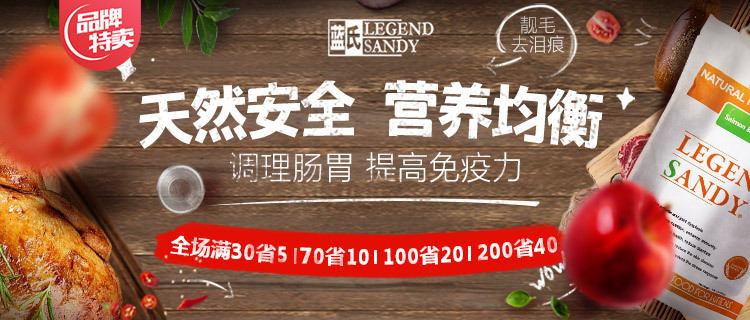 品牌
特卖
蓝氏 LEGEND
SANDY
靓毛
去泪痕
天然安全 营养均衡
调理肠胃 提高免疫力
全场满30省5 | 70省10 | 100省20 | 200省40
wow
NATURAL
Salmon
LEGEND
SANDY